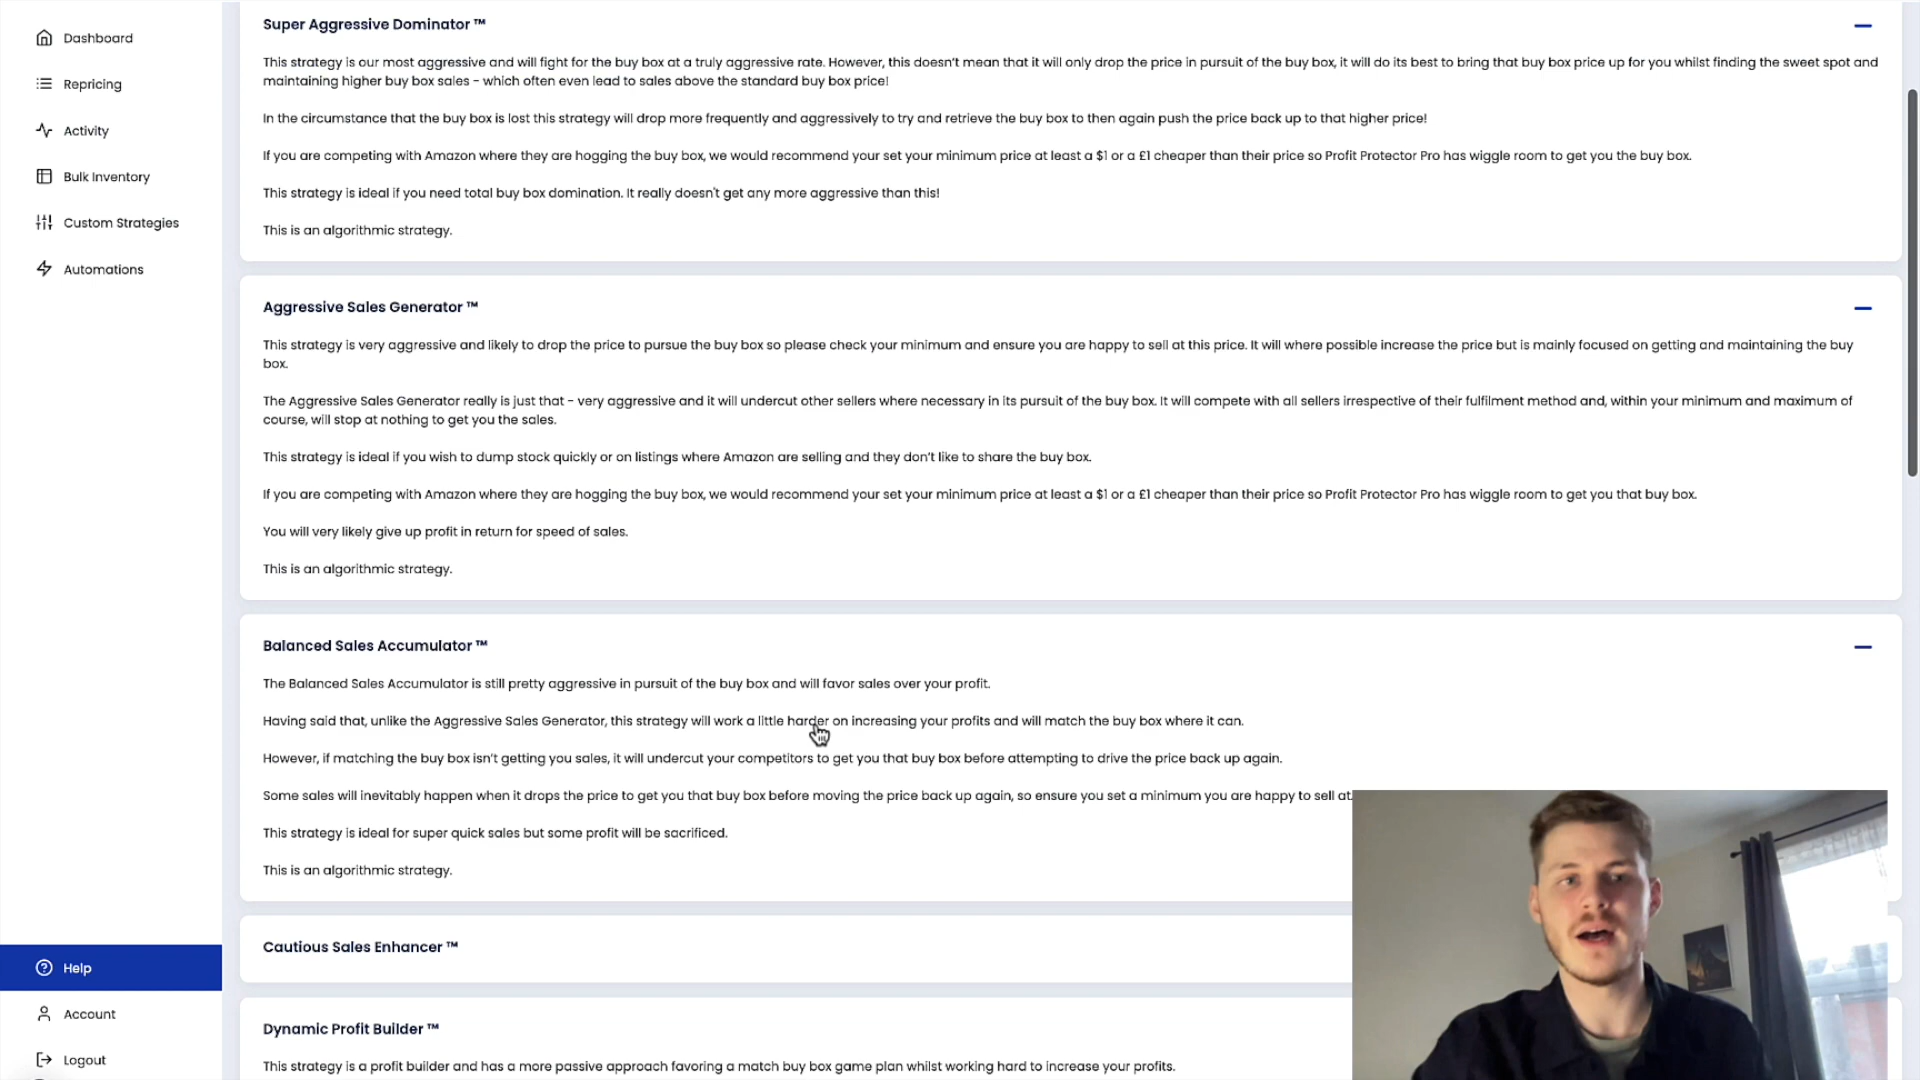 Dashboard
Repricing
Activity
Bulk Inventory
Custom Strategies
Automations
Help
Account
Logout
Super Aggressive Dominator ™
This strategy is our most aggressive and will fight for the buy box at a truly aggressive rate. However, this doesn't mean that it will only drop the price in pursuit of the buy box, it will do its best to bring that buy box price up for you whilst finding the sweet spot and
maintaining higher buy box sales - which often even lead to sales above the standard buy box price!
In the circumstance that the buy box is lost this strategy will drop more frequently and aggressively to try and retrieve the buy box to then again push the price back up to that higher price!
If you are competing with Amazon where they are hogging the buy box, we would recommend your set your minimum price at least a $1 or a £1 cheaper than their price so Profit Protector Pro has wiggle room to get you the buy box.
This strategy is ideal if you need total buy box domination. It really doesn't get any more aggressive than this!
This is an algorithmic strategy.
Aggressive Sales Generator ™
This strategy is very aggressive and likely to drop the price to pursue the buy box so please check your minimum and ensure you are happy to sell at this price. It will where possible increase the price but is mainly focused on getting and maintaining the buy
box.
The Aggressive Sales Generator really is just that - very aggressive and it will undercut other sellers where necessary in its pursuit of the buy box. It will compete with all sellers irrespective of their fulfilment method and, within your minimum and maximum of
course, will stop at nothing to get you the sales.
This strategy is ideal if you wish to dump stock quickly or on listings where Amazon are selling and they don't like to share the buy box.
If you are competing with Amazon where they are hogging the buy box, we would recommend your set your minimum price at least a $1 or a £1 cheaper than their price so Profit Protector Pro has wiggle room to get you that buy box.
You will very likely give up profit in return for speed of sales.
This is an algorithmic strategy.
Balanced Sales Accumulator ™
The Balanced Sales Accumulator is still pretty aggressive in pursuit of the buy box and will favor sales over your profit.
Having said that, unlike the Aggressive Sales Generator, this strategy will work a little harder on increasing your profits and will match the buy box where it can.
However, if matching the buy box isn't getting you sales, it will undercut your competitors to get you that buy box before attempting to drive the price back up again.
Some sales will inevitably happen when it drops the price to get you that buy box before moving the price back up again, so ensure you set a minimum you are happy to sell at.
This strategy is ideal for super quick sales but some profit will be sacrificed.
This is an algorithmic strategy.
Cautious Sales Enhancer ™
Dynamic Profit Builder ™
This strategy is a profit builder and has a more passive approach favoring a match buy box game plan whilst working hard to increase your profits.